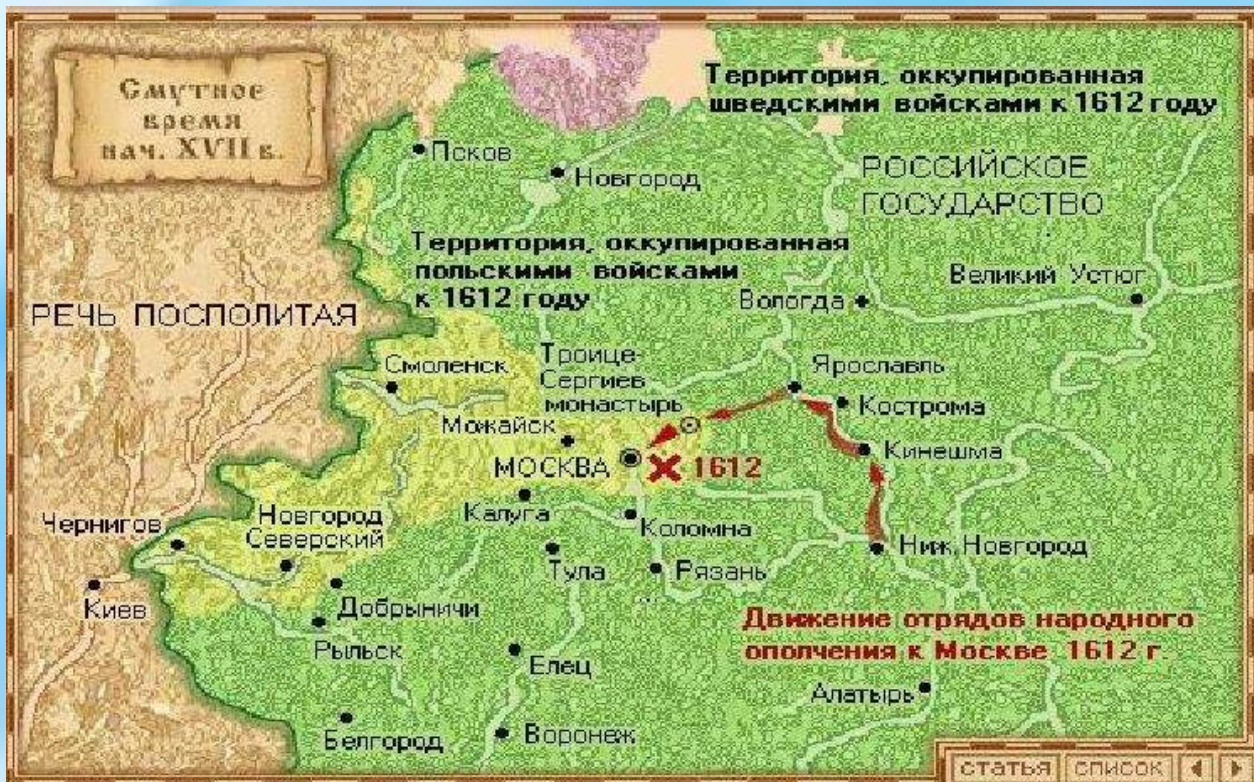 Смутное
время
нач. XVII в.
Территория, оккупированная
шведскими войсками к 1612 году
Псков
Новгород
РОССИЙСКОЕ
ГОСУДАРСТВО
Территория, оккупированная
польскими войсками
к 1612 году
Великий Устюг
Вологда
РЕЧЬ ПОСПОЛИТАЯ
Смоленск
Троице-
Сергиев
монастырь
Ярославль
Кострома
Можайск
Кинешма
МОСКВА
1612
Калуга
Коломна
Чернигов
Новгород
Северский
Ниж. Новгород
Тула
Рязань
Киев
Добрыничи
Рыльск
Движение отрядов народного
ополчения к Москве 1612 г.
Елец
Алатырь
Белгород
Воронеж
статья
список